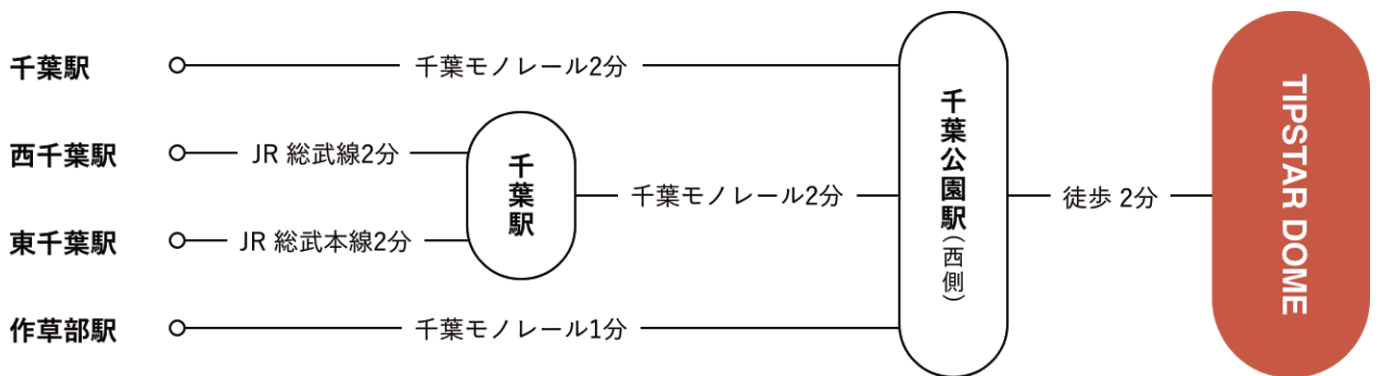 千葉駅
千葉モノレール2分
西千葉駅
JR 総武線2分
東千葉駅
JR 総武本線2分
千葉駅
千葉モノレール2分
作草部駅
千葉モノレール1分
千葉公園駅(西側)
徒歩 2分
TIPSTAR DOME